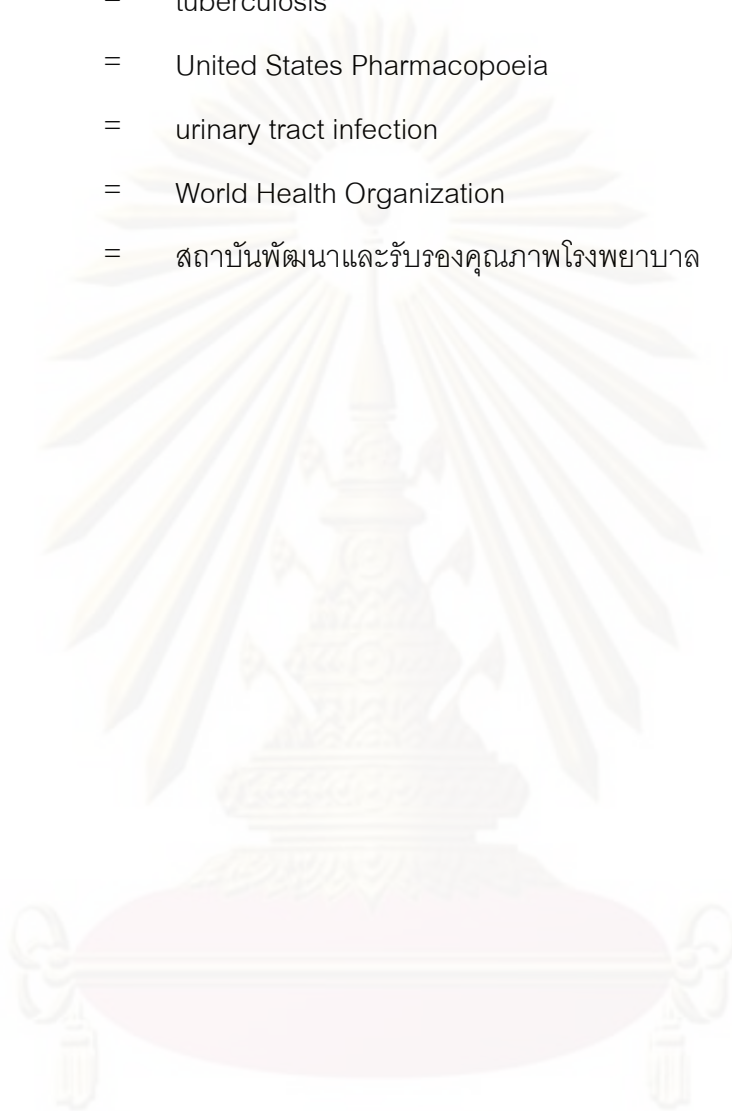 = tuberculosis
= United States Pharmacopoeia
= urinary tract infection
= World Health Organization
= สถาบันพัฒนาและรับรองคุณภาพโรงพยาบาล